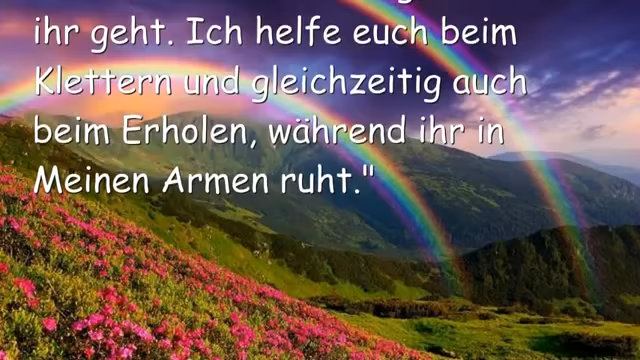 ihr geht. Ich helfe euch beim
Klettern und gleichzeitig auch
beim Erholen, während ihr in
Meinen Armen ruht."